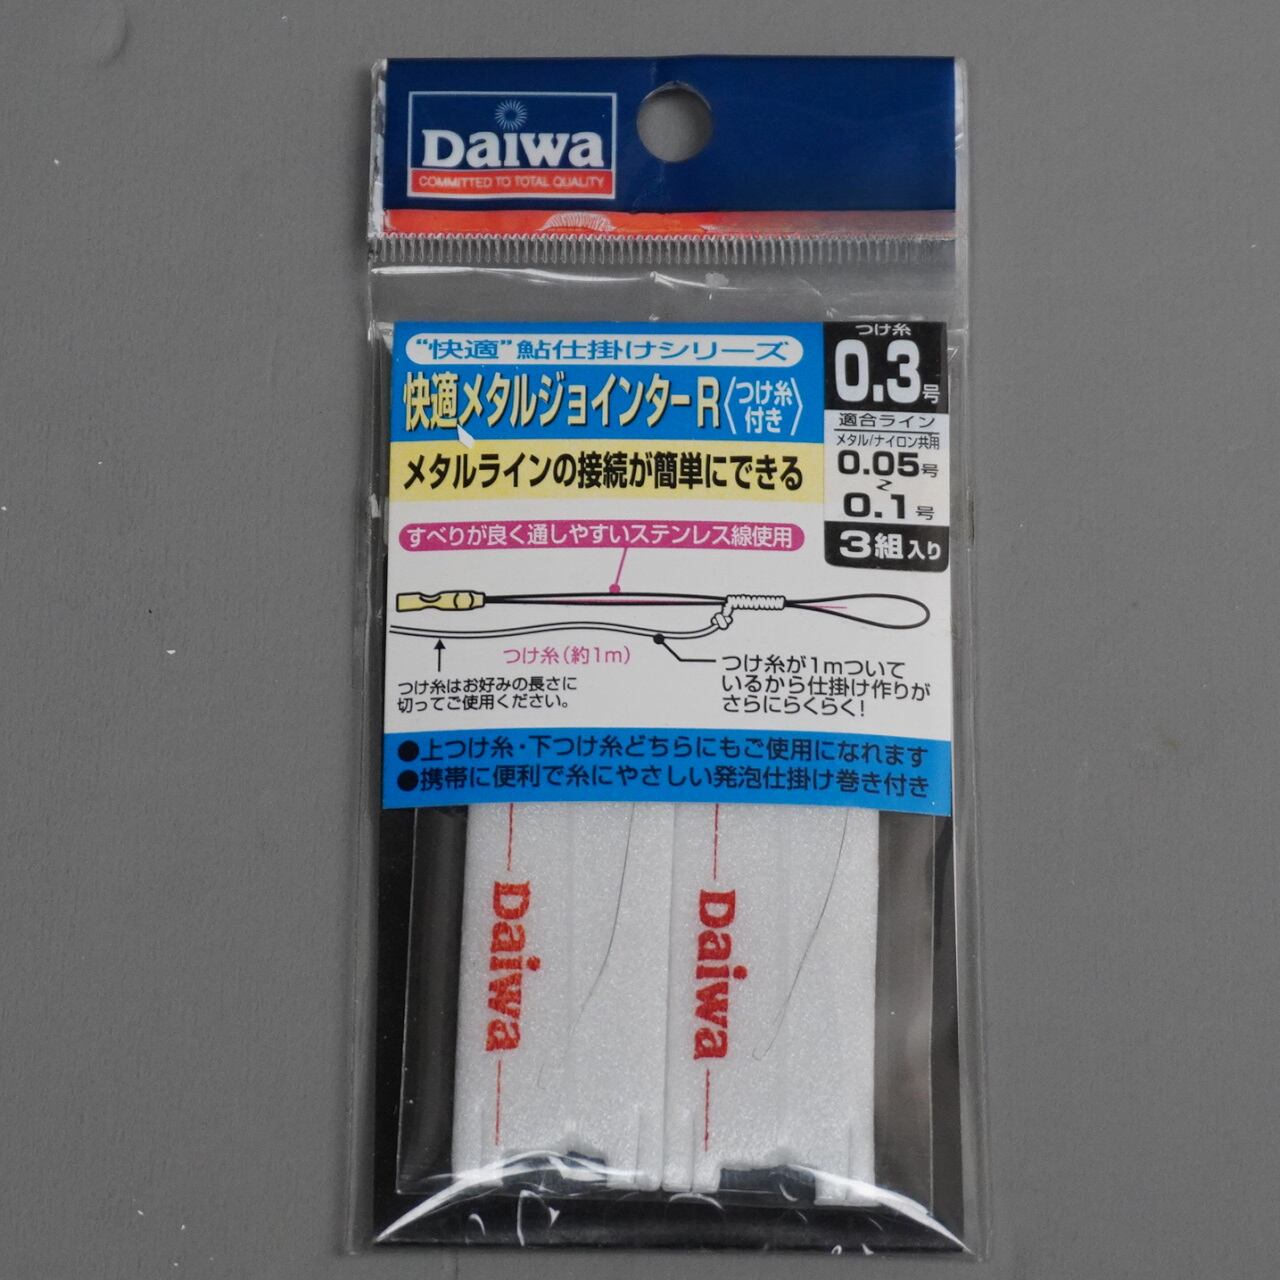 Daiwa
COMMITTED TO TOTAL QUALITY
“快適”鮎仕掛けシリーズ
快適メタルジョインターR〈つけ糸付き〉
メタルラインの接続が簡単にできる
つけ糸
0.3号
適合ライン
メタル/ナイロン共用
0.05号
〜
0.1号
3組入り
すべりが良く通しやすいステンレス線使用
つけ糸(約1m)
つけ糸はお好みの長さに
切ってご使用ください。
つけ糸が1mついて
いるから仕掛け作りが
さらにらくらく!
●上つけ糸・下つけ糸どちらにもご使用になれます
●携帯に便利で糸にやさしい発泡仕掛け巻き付き
Daiwa
Daiwa